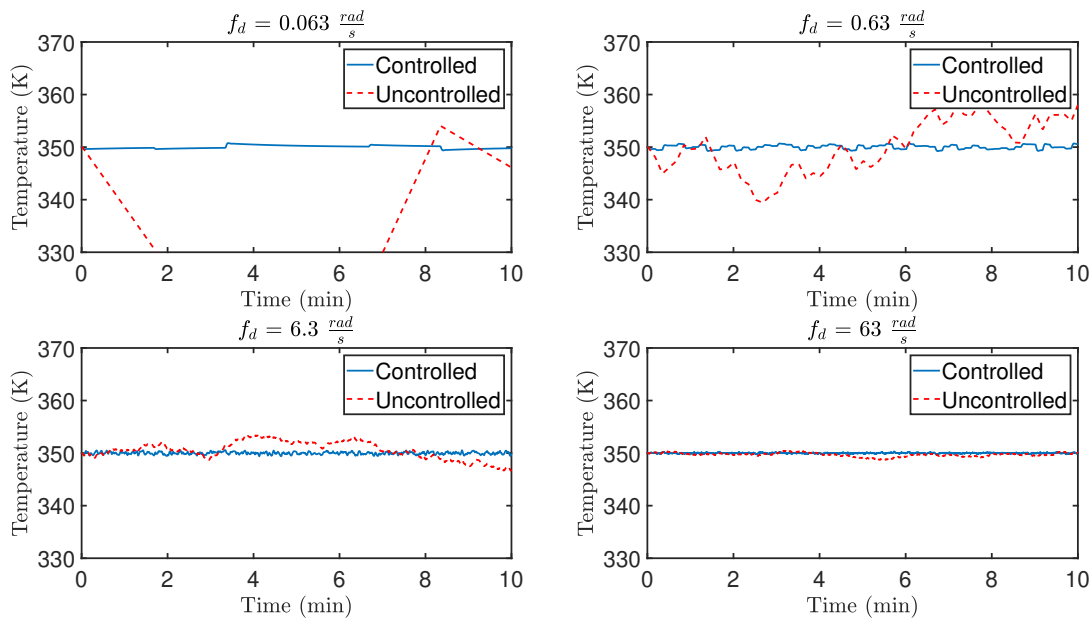 f_d = 0.063 rad/s
370
360
350
340
330
Temperature (K)
Controlled
Uncontrolled
0 2 4 6 8 10
Time (min)
f_d = 0.63 rad/s
370
360
350
340
330
Temperature (K)
Controlled
Uncontrolled
0 2 4 6 8 10
Time (min)
f_d = 6.3 rad/s
370
360
350
340
330
Temperature (K)
Controlled
Uncontrolled
0 2 4 6 8 10
Time (min)
f_d = 63 rad/s
370
360
350
340
330
Temperature (K)
Controlled
Uncontrolled
0 2 4 6 8 10
Time (min)